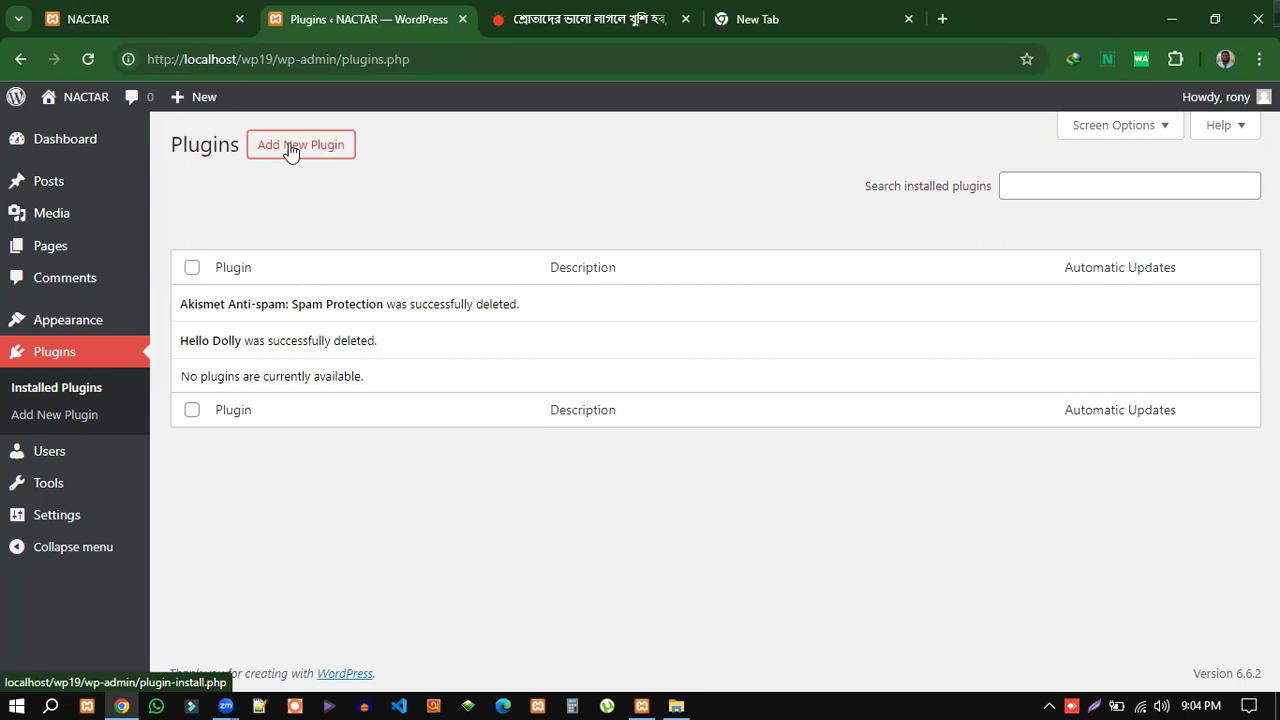 NACTAR
Plugins ‹ NACTAR — WordPress
শ্রোতাদের ভালো লাগলে খুশি হব,
New Tab
http://localhost/wp19/wp-admin/plugins.php
NACTAR
0
New
Howdy, rony
Dashboard
Posts
Media
Pages
Comments
Appearance
Plugins
Installed Plugins
Add New Plugin
Users
Tools
Settings
Collapse menu
Plugins
Add New Plugin
Screen Options
Help
Search installed plugins
Plugin
Description
Automatic Updates
Akismet Anti-spam: Spam Protection was successfully deleted.
Hello Dolly was successfully deleted.
No plugins are currently available.
Plugin
Description
Automatic Updates
Thank you for creating with WordPress.
Version 6.6.2
localhost/wp19/wp-admin/plugin-install.php
9:04 PM